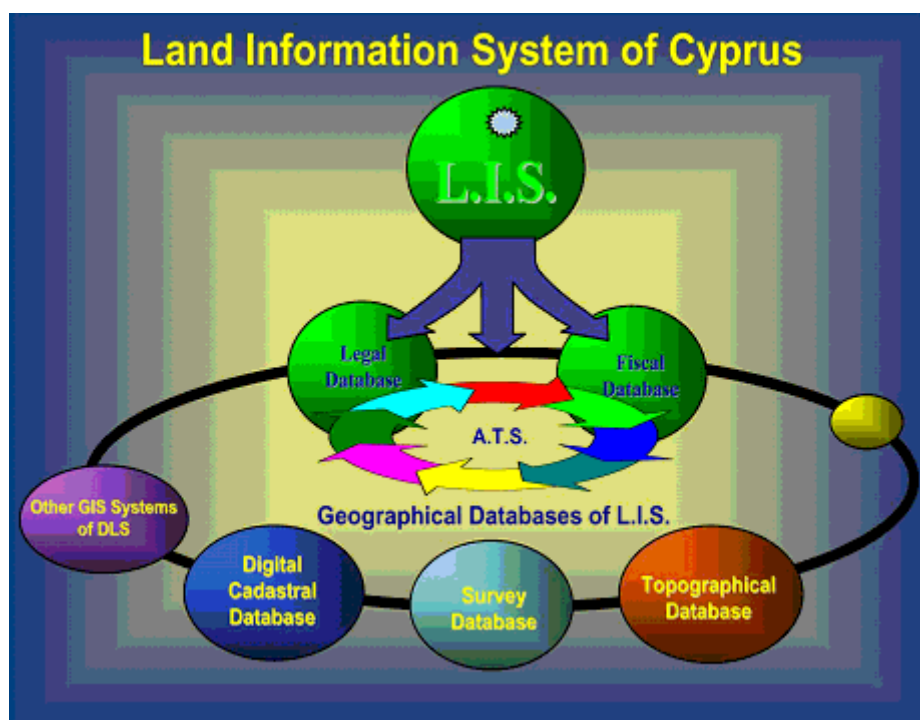 Land Information System of Cyprus
L.I.S.
Legal
Database
Fiscal
Database
A.T.S.
Other GIS Systems
of DLS
Geographical Databases of L.I.S.
Digital
Cadastral
Database
Survey
Database
Topographical
Database